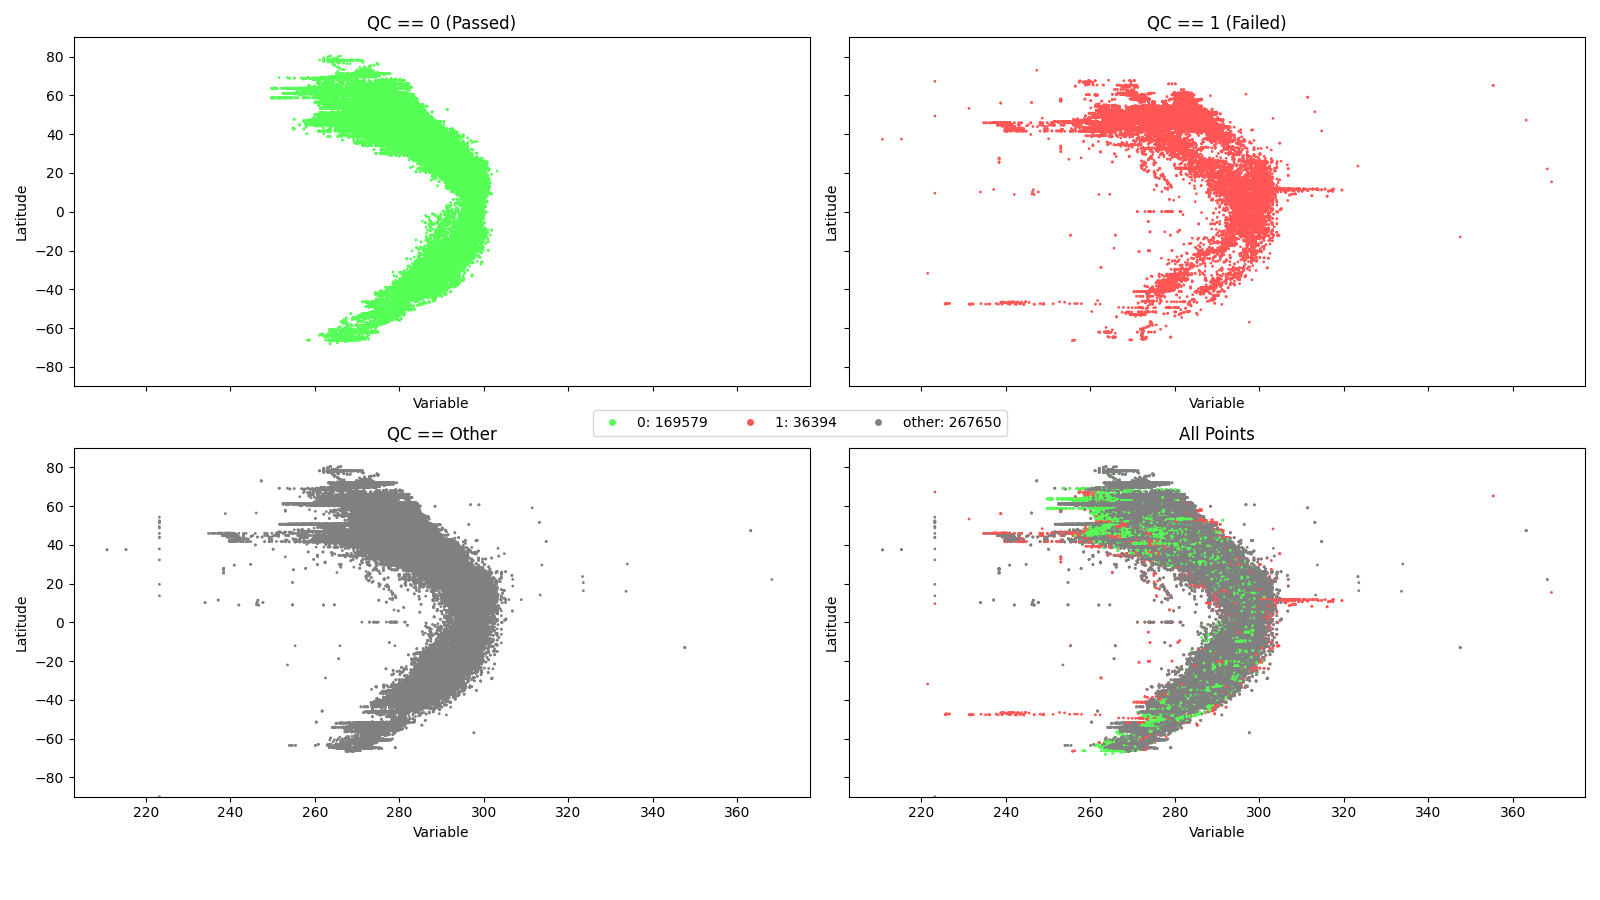 QC == 0 (Passed)
QC == 1 (Failed)
80
60
40
20
0
−20
−40
−60
−80
Latitude
Latitude
Variable
Variable
0: 169579
1: 36394
other: 267650
QC == Other
All Points
80
60
40
20
0
−20
−40
−60
−80
Latitude
Latitude
220 240 260 280 300 320 340 360
220 240 260 280 300 320 340 360
Variable
Variable